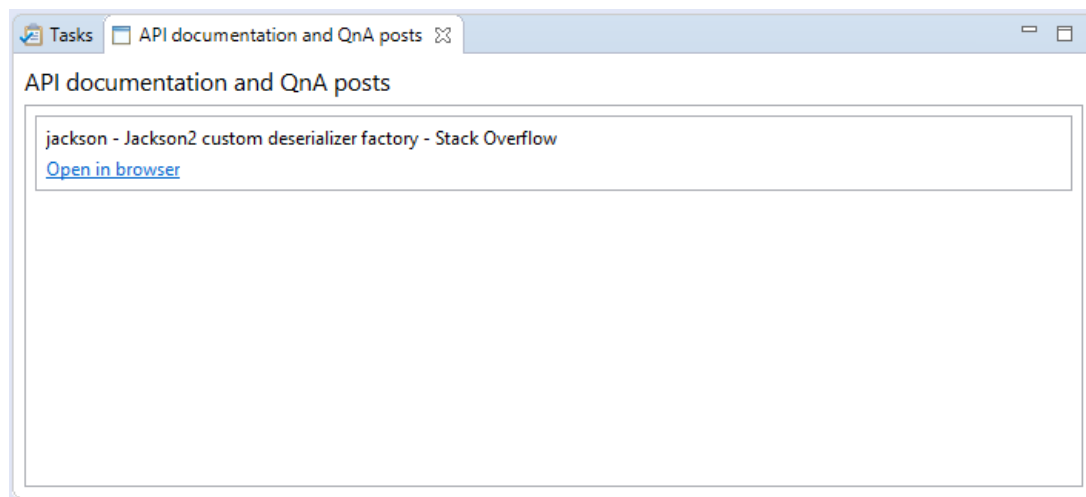 Tasks API documentation and QnA posts
API documentation and QnA posts
jackson - Jackson2 custom deserializer factory - Stack Overflow
Open in browser